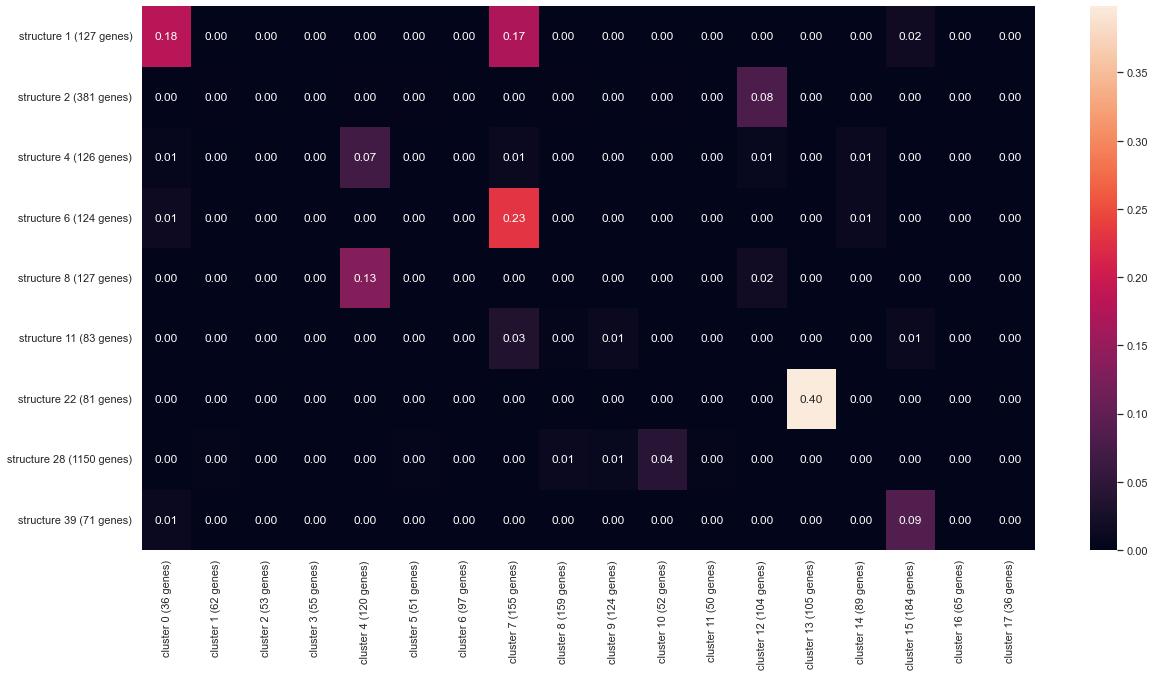 structure 1 (127 genes) 0.18 0.00 0.00 0.00 0.00 0.00 0.00 0.17 0.00 0.00 0.00 0.00 0.00 0.00 0.00 0.02 0.00 0.00
structure 2 (381 genes) 0.00 0.00 0.00 0.00 0.00 0.00 0.00 0.00 0.00 0.00 0.00 0.00 0.08 0.00 0.00 0.00 0.00 0.00
structure 4 (126 genes) 0.01 0.00 0.00 0.00 0.07 0.00 0.00 0.01 0.00 0.00 0.00 0.00 0.01 0.00 0.01 0.00 0.00 0.00
structure 6 (124 genes) 0.01 0.00 0.00 0.00 0.00 0.00 0.00 0.23 0.00 0.00 0.00 0.00 0.00 0.00 0.01 0.00 0.00 0.00
structure 8 (127 genes) 0.00 0.00 0.00 0.00 0.13 0.00 0.00 0.00 0.00 0.00 0.00 0.00 0.02 0.00 0.00 0.00 0.00 0.00
structure 11 (83 genes) 0.00 0.00 0.00 0.00 0.00 0.00 0.00 0.03 0.00 0.01 0.00 0.00 0.00 0.00 0.00 0.01 0.00 0.00
structure 22 (81 genes) 0.00 0.00 0.00 0.00 0.00 0.00 0.00 0.00 0.00 0.00 0.00 0.00 0.00 0.40 0.00 0.00 0.00 0.00
structure 28 (1150 genes) 0.00 0.00 0.00 0.00 0.00 0.00 0.00 0.00 0.01 0.01 0.04 0.00 0.00 0.00 0.00 0.00 0.00 0.00
structure 39 (71 genes) 0.01 0.00 0.00 0.00 0.00 0.00 0.00 0.00 0.00 0.00 0.00 0.00 0.00 0.00 0.00 0.09 0.00 0.00
cluster 0 (36 genes)
cluster 1 (62 genes)
cluster 2 (53 genes)
cluster 3 (55 genes)
cluster 4 (120 genes)
cluster 5 (51 genes)
cluster 6 (97 genes)
cluster 7 (155 genes)
cluster 8 (159 genes)
cluster 9 (124 genes)
cluster 10 (52 genes)
cluster 11 (50 genes)
cluster 12 (104 genes)
cluster 13 (105 genes)
cluster 14 (89 genes)
cluster 15 (184 genes)
cluster 16 (65 genes)
cluster 17 (36 genes)
0.35
0.30
0.25
0.20
0.15
0.10
0.05
0.00